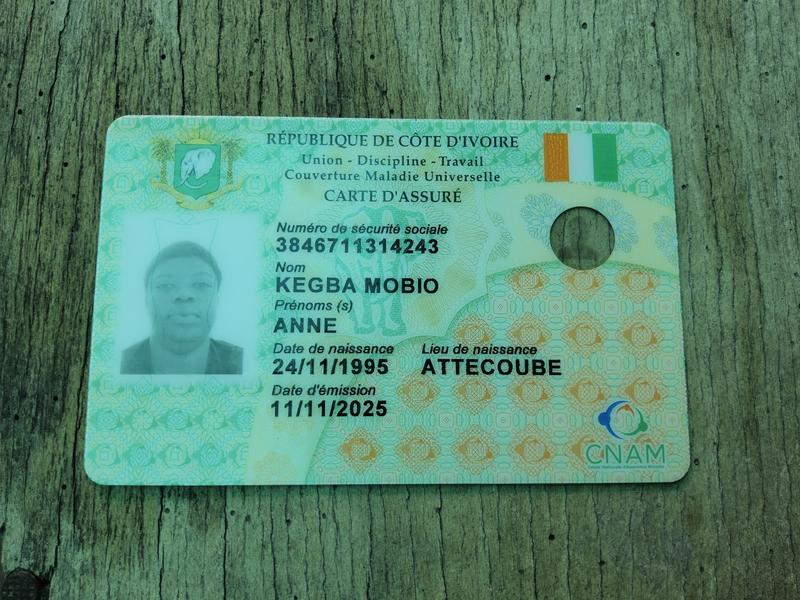 RÉPUBLIQUE DE CÔTE D'IVOIRE
Union - Discipline - Travail
Couverture Maladie Universelle
CARTE D'ASSURÉ
Numéro de sécurité sociale
3846711314243
Nom
KEGBA MOBIO
Prénoms (s)
ANNE
Date de naissance Lieu de naissance
24/11/1995 ATTECOUBE
Date d'émission
11/11/2025
CNAM